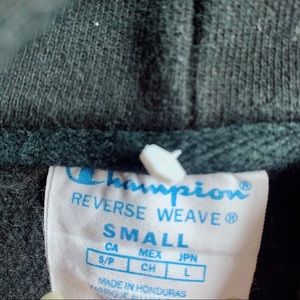 Champion
REVERSE WEAVE®
SMALL
CA MEX JPN
S/P CH L
MADE IN HONDURAS